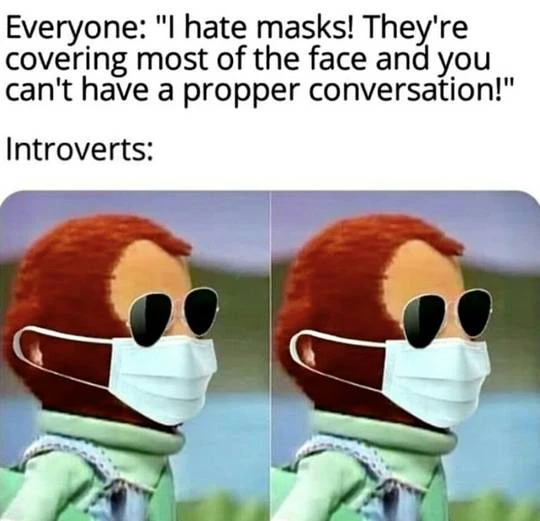 Everyone: "I hate masks! They're
covering most of the face and you
can't have a propper conversation!"
Introverts: